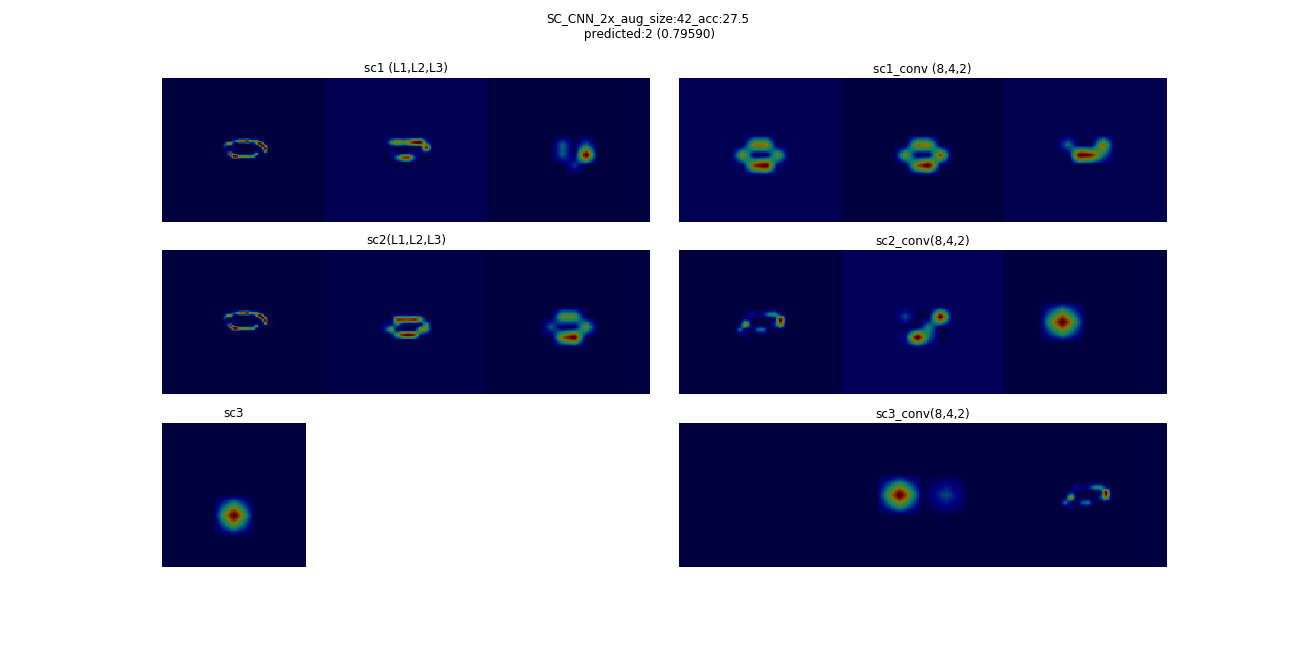 SC_CNN_2x_aug_size:42_acc:27.5
predicted:2 (0.79590)
sc1 (L1,L2,L3)
sc1_conv (8,4,2)
sc2(L1,L2,L3)
sc2_conv(8,4,2)
sc3
sc3_conv(8,4,2)